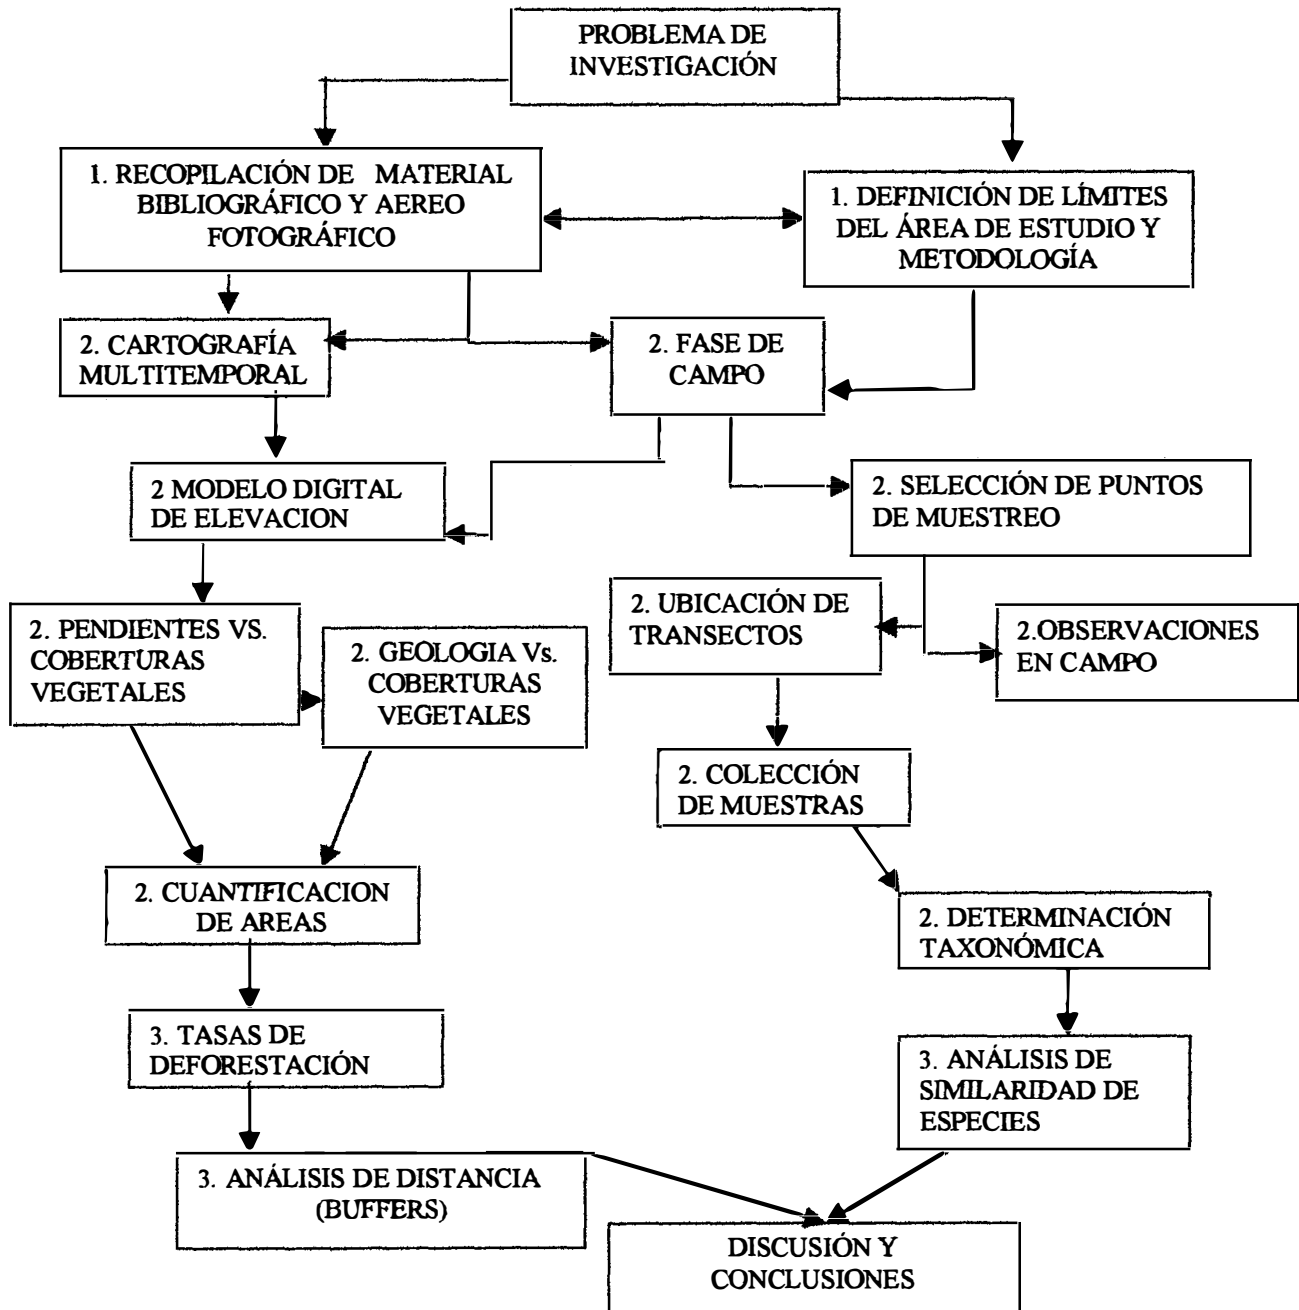 PROBLEMA DE
INVESTIGACIÓN
1. RECOPILACIÓN DE MATERIAL
BIBLIOGRÁFICO Y AEREO
FOTOGRÁFICO
1. DEFINICIÓN DE LÍMITES
DEL ÁREA DE ESTUDIO Y
METODOLOGÍA
2. CARTOGRAFÍA
MULTITEMPORAL
2. FASE DE
CAMPO
2 MODELO DIGITAL
DE ELEVACION
2. SELECCIÓN DE PUNTOS
DE MUESTREO
2. PENDIENTES VS.
COBERTURAS
VEGETALES
2. GEOLOGIA Vs.
COBERTURAS
VEGETALES
2. UBICACIÓN DE
TRANSECTOS
2.OBSERVACIONES
EN CAMPO
2. COLECCIÓN
DE MUESTRAS
2. CUANTIFICACION
DE AREAS
2. DETERMINACIÓN
TAXONÓMICA
3. TASAS DE
DEFORESTACIÓN
3. ANÁLISIS DE
SIMILARIDAD DE
ESPECIES
3. ANÁLISIS DE DISTANCIA
(BUFFERS)
DISCUSIÓN Y
CONCLUSIONES